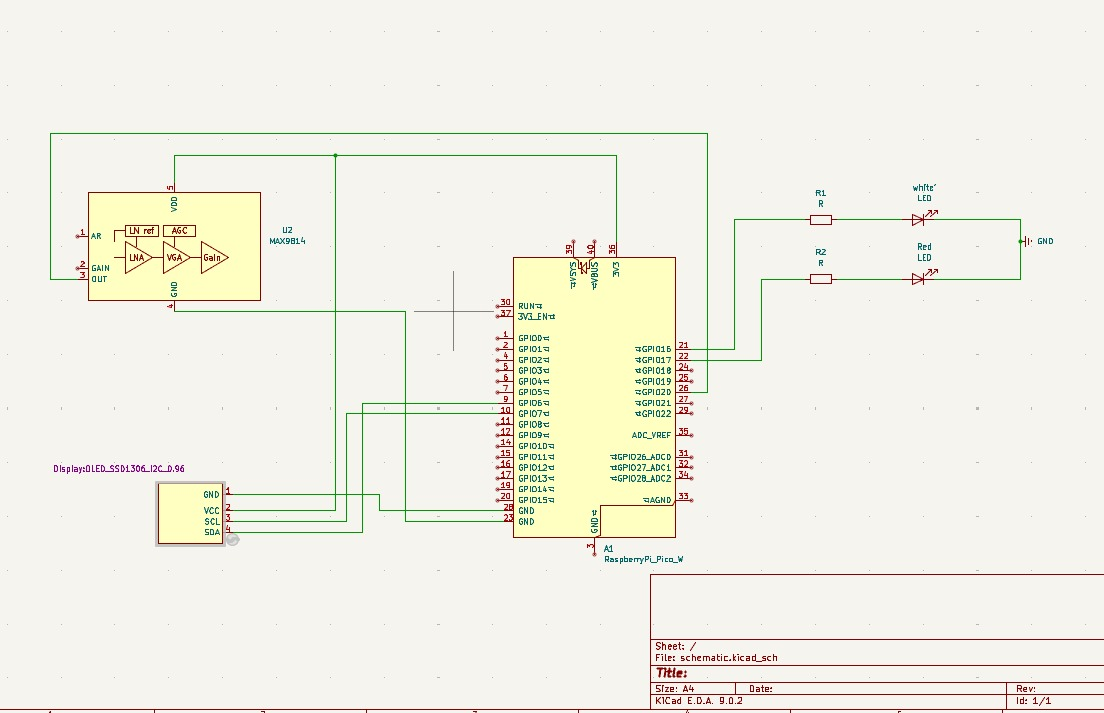 5
VDD
U2
MAX9814
LN ref
AGC
1
AR
LNA
VGA
Gain
2
GAIN
3
OUT
GND
4
R1
R
white'
LED
R2
R
Red
LED
GND
39
40
36
VSYS
VBUS
3V3
30
RUN
37
3V3_EN
1
GPIO0
2
GPIO1
4
GPIO2
5
GPIO3
6
GPIO4
7
GPIO5
9
GPIO6
10
GPIO7
11
GPIO8
12
GPIO9
14
GPIO10
15
GPIO11
16
GPIO12
17
GPIO13
19
GPIO14
20
GPIO15
28
GND
23
GND
GPIO16
21
GPIO17
22
GPIO18
24
GPIO19
25
GPIO20
26
GPIO21
27
GPIO22
29
ADC_VREF
35
GPIO26_ADC0
31
GPIO27_ADC1
32
GPIO28_ADC2
34
AGND
33
GND
3
A1
RaspberryPi_Pico_W
Display:OLED_SSD1306_I2C_0.96
GND
1
VCC
2
SCL
3
SDA
4
Sheet: /
File: schematic.kicad_sch
Title:
Size: A4
Date:
Rev:
KiCad E.D.A. 9.0.2
Id: 1/1